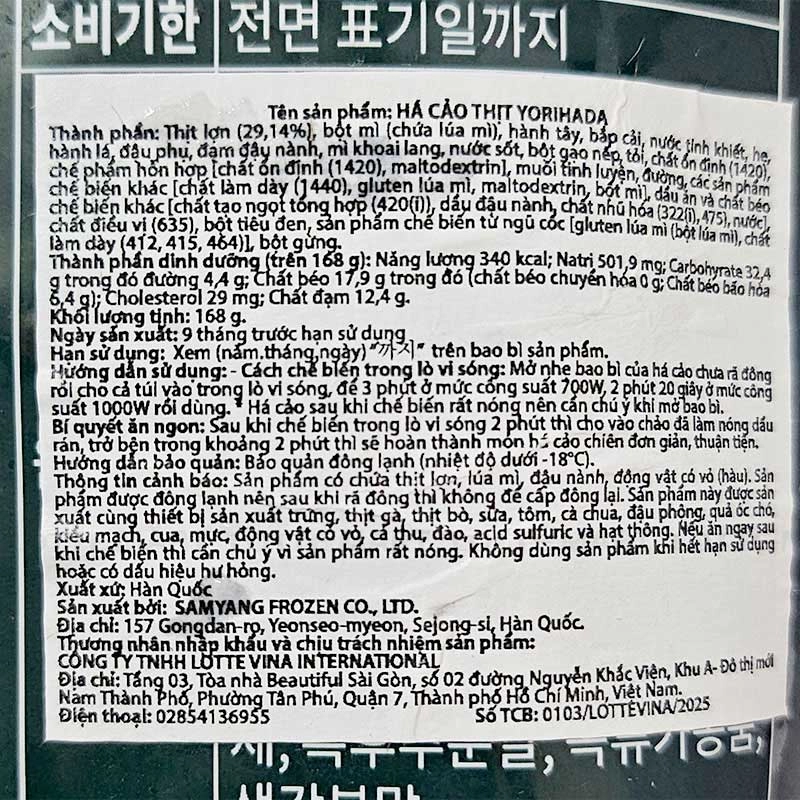 소비기한 전면 표기일까지
Tên sản phẩm: HÁ CẢO THỊT YORIHADA
Thành phần: Thịt lợn (29,14%), bột mì (chứa lúa mì), hành tây, bắp cải, nước tinh khiết, hẹ,
hành lá, đậu phụ, đạm đậy nành, mì khoai lang, nước sốt, bột gạo nếp, tỏi, chất ổn định (1420),
chế phẩm hỗn hợp [chất ổn định (1420), maltodextrin], muối tinh luyện, đường, các sản phẩm
chế biến khác [chất làm dày (1440), gluten lúa mì, maltodextrin, bột mì], dầu ăn và chất béo
chế biến khác [chất tạo ngọt tổng hợp (420(i)), dầu đậu nành, chất nhũ hóa (322(i), 475), nước],
chất điều vị (635), bột tiêu đen, sản phẩm chế biến từ ngũ cốc [gluten lúa mì (bột lúa mì), chất
làm dày (412, 415, 464)], bột gừng.
Thành phần dinh dưỡng (trên 168 g): Năng lượng 340 kcal; Natri 501,9 mg; Carbohyrate 32,4
g trong đó đường 4,4 g; Chất béo 17,9 g trong đó (chất béo chuyển hóa 0 g; Chất béo bão hòa
6,4 g); Cholesterol 29 mg; Chất đạm 12,4 g.
Khối lượng tịnh: 168 g.
Ngày sản xuất: 9 tháng trước hạn sử dụng
Hạn sử dụng: Xem (năm.tháng.ngày) "까지" trên bao bì sản phẩm.
Hướng dẫn sử dụng: - Cách chế biến trong lò vi sóng: Mở nhẹ bao bì của há cảo chưa rã đông
rồi cho cả túi vào trong lò vi sóng, để 3 phút ở mức công suất 700W, 2 phút 20 giây ở mức công
suất 1000W rồi dùng. * Há cảo sau khi chế biến rất nóng nên cần chú ý khi mở bao bì.
Bí quyết ăn ngon: Sau khi chế biến trong lò vi sóng 2 phút thì cho vào chảo đã làm nóng dầu
rán, trở bên trong khoảng 2 phút thì sẽ hoàn thành món há cảo chiên đơn giản, thuận tiện.
Hướng dẫn bảo quản: Bảo quản đông lạnh (nhiệt độ dưới -18°C).
Thông tin cảnh báo: Sản phẩm có chứa thịt lợn, lúa mì, đậu nành, động vật có vỏ (hàu). Sản
phẩm được đông lạnh nên sau khi rã đông thì không để cấp đông lại. Sản phẩm này được sản
xuất cùng thiết bị sản xuất trứng, thịt gà, thịt bò, sữa, tôm, cà chua, đậu phộng, quả óc chó,
kiều mạch, cua, mực, động vật có vỏ, cá thu, đào, acid sulfuric và hạt thông. Nếu ăn ngay sau
khi chế biến thì cần chú ý vì sản phẩm rất nóng. Không dùng sản phẩm khi hết hạn sử dụng
hoặc có dấu hiệu hư hỏng.
Xuất xứ: Hàn Quốc
Sản xuất bởi: SAMYANG FROZEN CO., LTD.
Địa chỉ: 157 Gongdan-ro, Yeonseo-myeon, Sejong-si, Hàn Quốc.
Thương nhân nhập khẩu và chịu trách nhiệm sản phẩm:
CÔNG TY TNHH LOTTE VINA INTERNATIONAL
Địa chỉ: Tầng 03, Tòa nhà Beautiful Sài Gòn, số 02 đường Nguyễn Khắc Viện, Khu A- Đô thị mới
Nam Thành Phố, Phường Tân Phú, Quận 7, Thành phố Hồ Chí Minh, Việt Nam.
Điện thoại: 02854136955 Số TCB: 0103/LOTTEVINA/2025